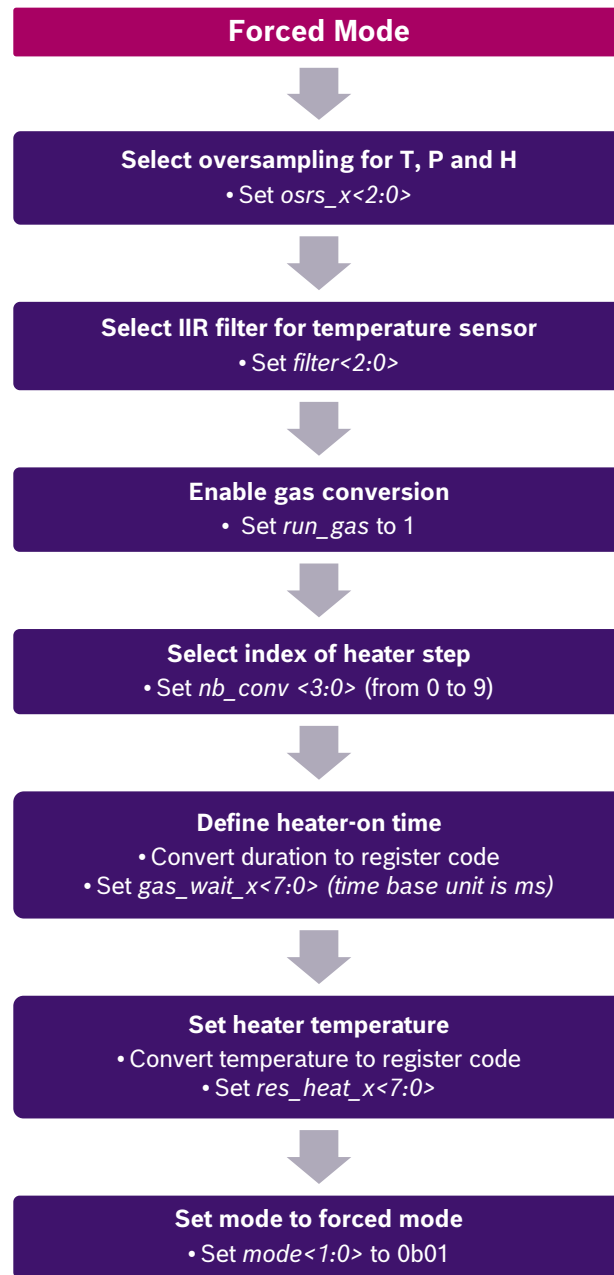 Forced Mode
Select oversampling for T, P and H
• Set osrs_x<2:0>
Select IIR filter for temperature sensor
• Set filter<2:0>
Enable gas conversion
• Set run_gas to 1
Select index of heater step
• Set nb_conv <3:0> (from 0 to 9)
Define heater-on time
• Convert duration to register code
• Set gas_wait_x<7:0> (time base unit is ms)
Set heater temperature
• Convert temperature to register code
• Set res_heat_x<7:0>
Set mode to forced mode
• Set mode<1:0> to 0b01